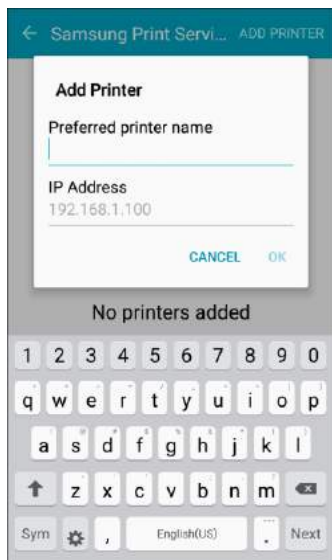 Samsung Print Servi... ADD PRINTER
Add Printer
Preferred printer name
IP Address
192.168.1.100
CANCEL OK
No printers added
1 2 3 4 5 6 7 8 9 0
q w e r t y u i o p
a s d f g h j k l
z x c v b n m
Sym , English(US) . Next